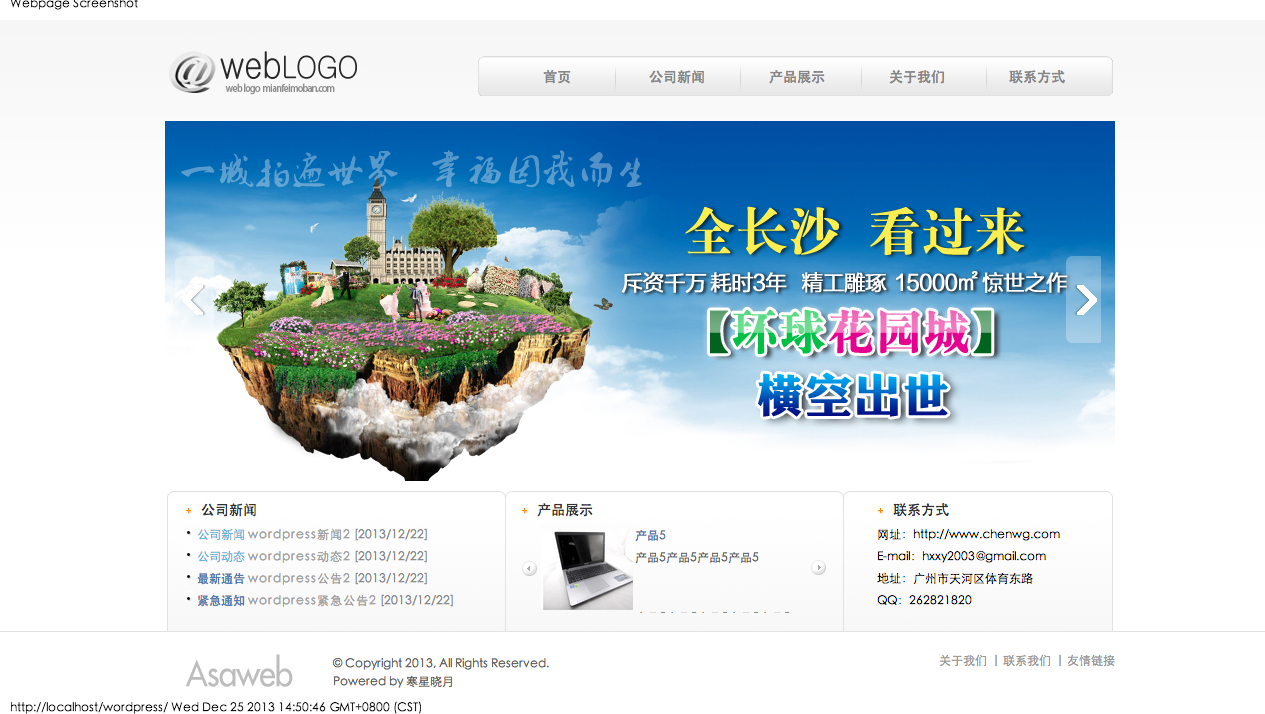 Webpage Screenshot
webLOGO
web logo mianfeimoban.com
首页 公司新闻 产品展示 关于我们 联系方式
一城拍遍世界 幸福因我而生
全长沙 看过来
斥资千万 耗时3年 精工雕琢 15000㎡ 惊世之作
【环球花园城】
横空出世
公司新闻
公司新闻 wordpress新闻2 [2013/12/22]
公司动态 wordpress动态2 [2013/12/22]
最新通告 wordpress公告2 [2013/12/22]
紧急通知 wordpress紧急公告2 [2013/12/22]
产品展示
产品5
产品5产品5产品5产品5
联系方式
网址：http://www.chenwg.com
E-mail：hxxy2003@gmail.com
地址：广州市天河区体育东路
QQ：262821820
Asaweb
© Copyright 2013, All Rights Reserved.
Powered by 寒星晓月
关于我们 | 联系我们 | 友情链接
http://localhost/wordpress/ Wed Dec 25 2013 14:50:46 GMT+0800 (CST)